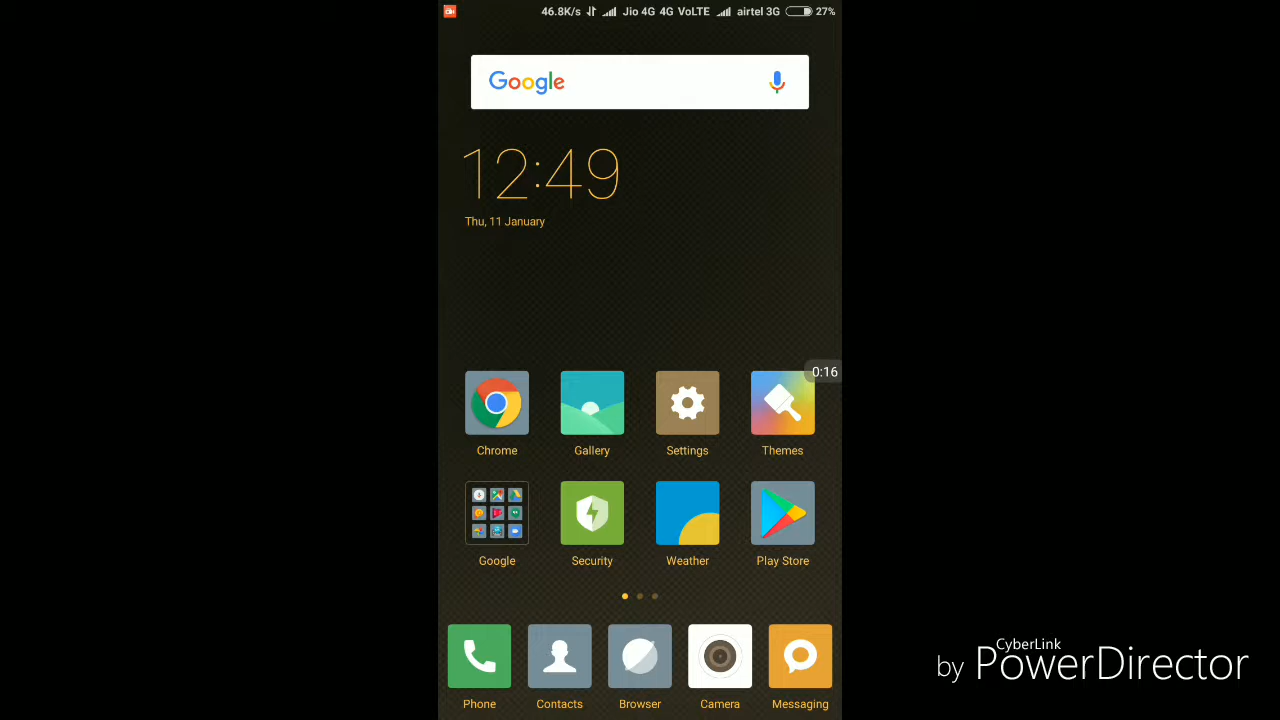 46.8K/s Jio 4G 4G VoLTE airtel 3G 27%
Google
12:49
Thu, 11 January
0:16
Chrome Gallery Settings Themes
Google Security Weather Play Store
Phone Contacts Browser Camera Messaging
CyberLink
by PowerDirector